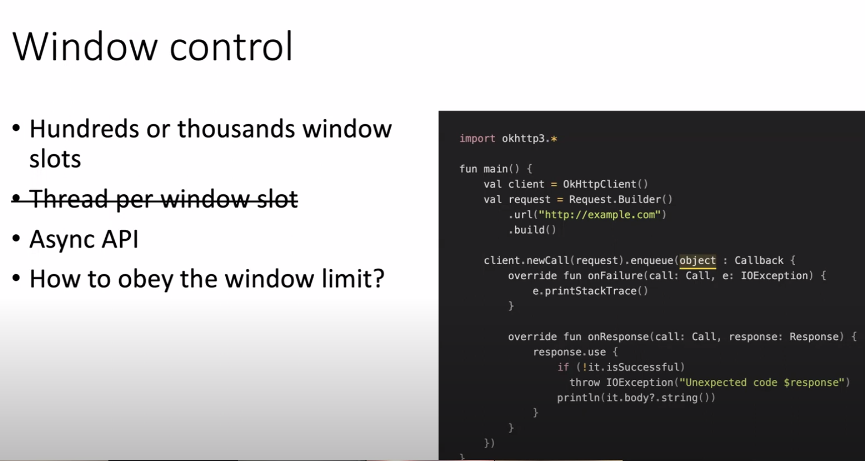 Window control
• Hundreds or thousands window
slots
• Thread per window slot
• Async API
• How to obey the window limit?
import okhttp3.*
fun main() {
val client = OkHttpClient()
val request = Request.Builder()
.url("http://example.com")
.build()
client.newCall(request).enqueue(object : Callback {
override fun onFailure(call: Call, e: IOException) {
e.printStackTrace()
}
override fun onResponse(call: Call, response: Response) {
response.use {
if (!it.isSuccessful)
throw IOException("Unexpected code $response")
println(it.body?.string())
}
}
})
}